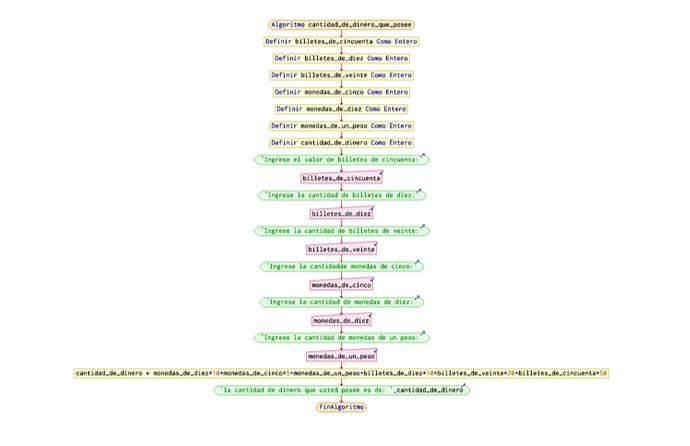 Algoritmo cantidad_de_dinero_que_posee
Definir billetes_de_cincuenta Como Entero
Definir billetes_de_diez Como Entero
Definir billetes_de_veinte Como Entero
Definir monedas_de_cinco Como Entero
Definir monedas_de_diez Como Entero
Definir monedas_de_un_peso Como Entero
Definir cantidad_de_dinero Como Entero
'Ingrese el valor de billetes de cincuenta:'
billetes_de_cincuenta
'Ingrese la cantidad de billetes de diez:'
billetes_de_diez
'Ingrese la cantidad de billetes de veinte:'
billetes_de_veinte
'Ingrese la cantidadde monedas de cinco:'
monedas_de_cinco
'Ingrese la cantidad de monedas de diez:'
monedas_de_diez
'Ingrese la cantidad de monedas de un peso:'
monedas_de_un_peso
cantidad_de_dinero ← monedas_de_diez*10+monedas_de_cinco*5+monedas_de_un_peso+billetes_de_diez*10+billetes_de_veinte*20+billetes_de_cincuenta*50
'la cantidad de dinero que usted posee es de: ',cantidad_de_dinero
FinAlgoritmo